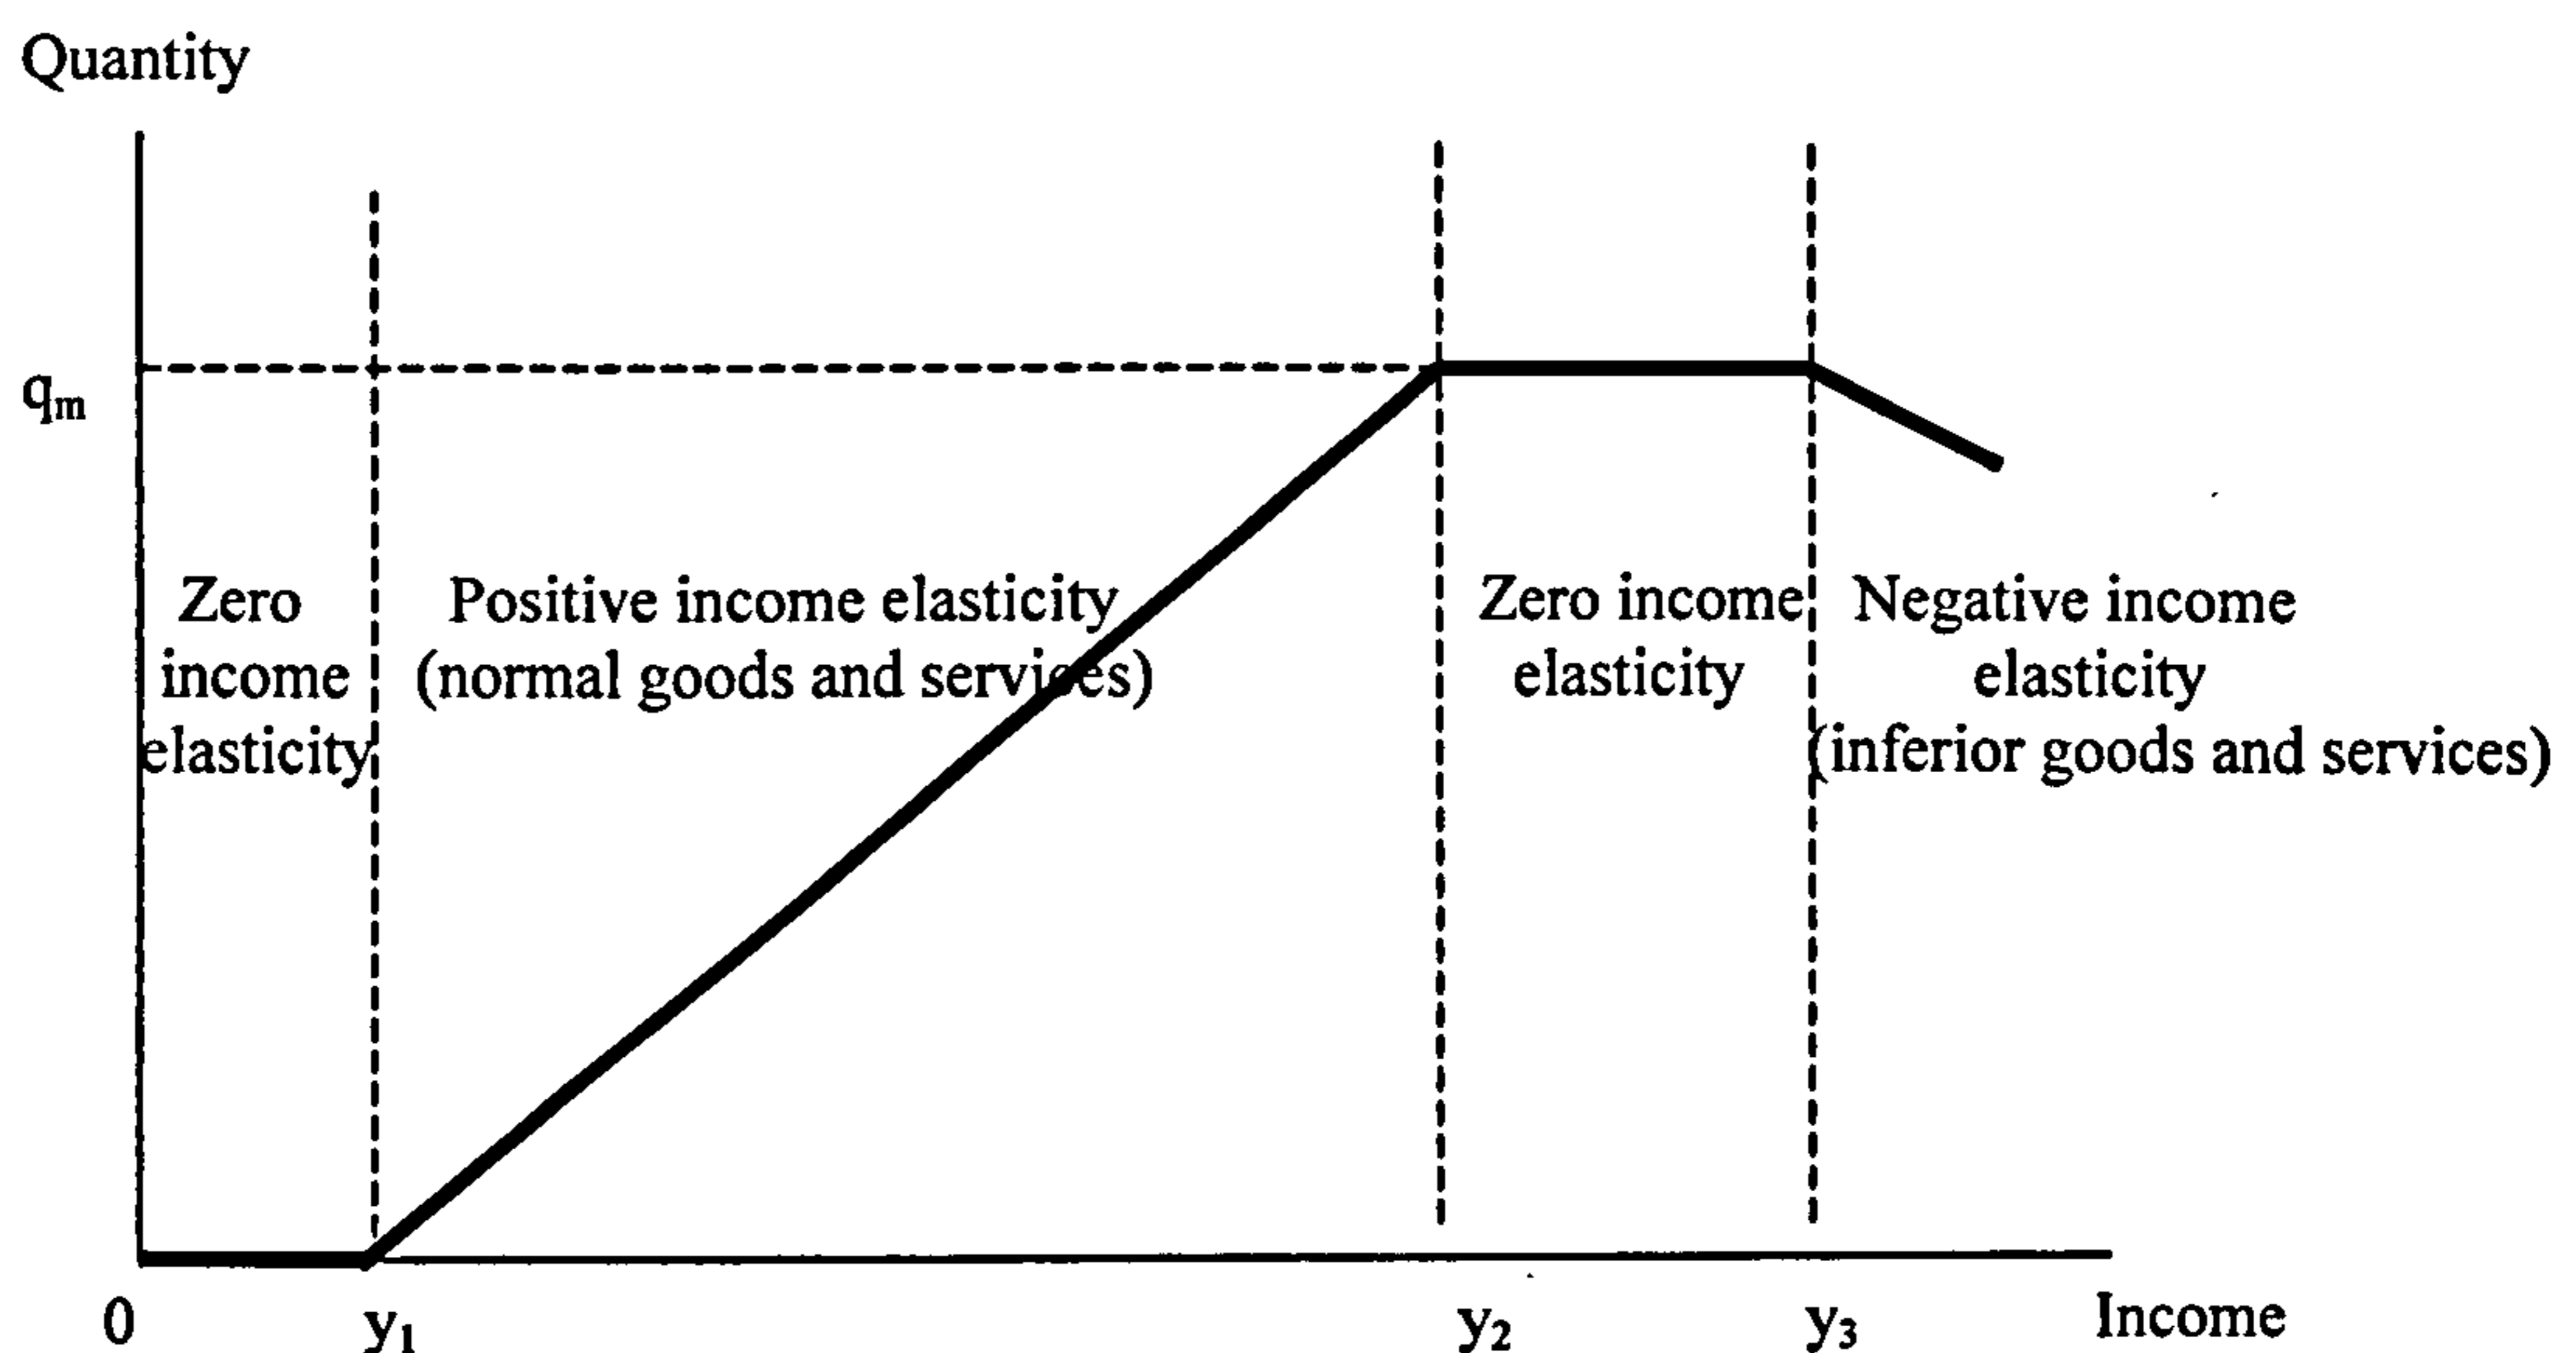 Quantity
qm
Zero
income
elasticity
Positive income elasticity
(normal goods and services)
Zero income
elasticity
Negative income
elasticity
(inferior goods and services)
0
y1
y2
y3
Income